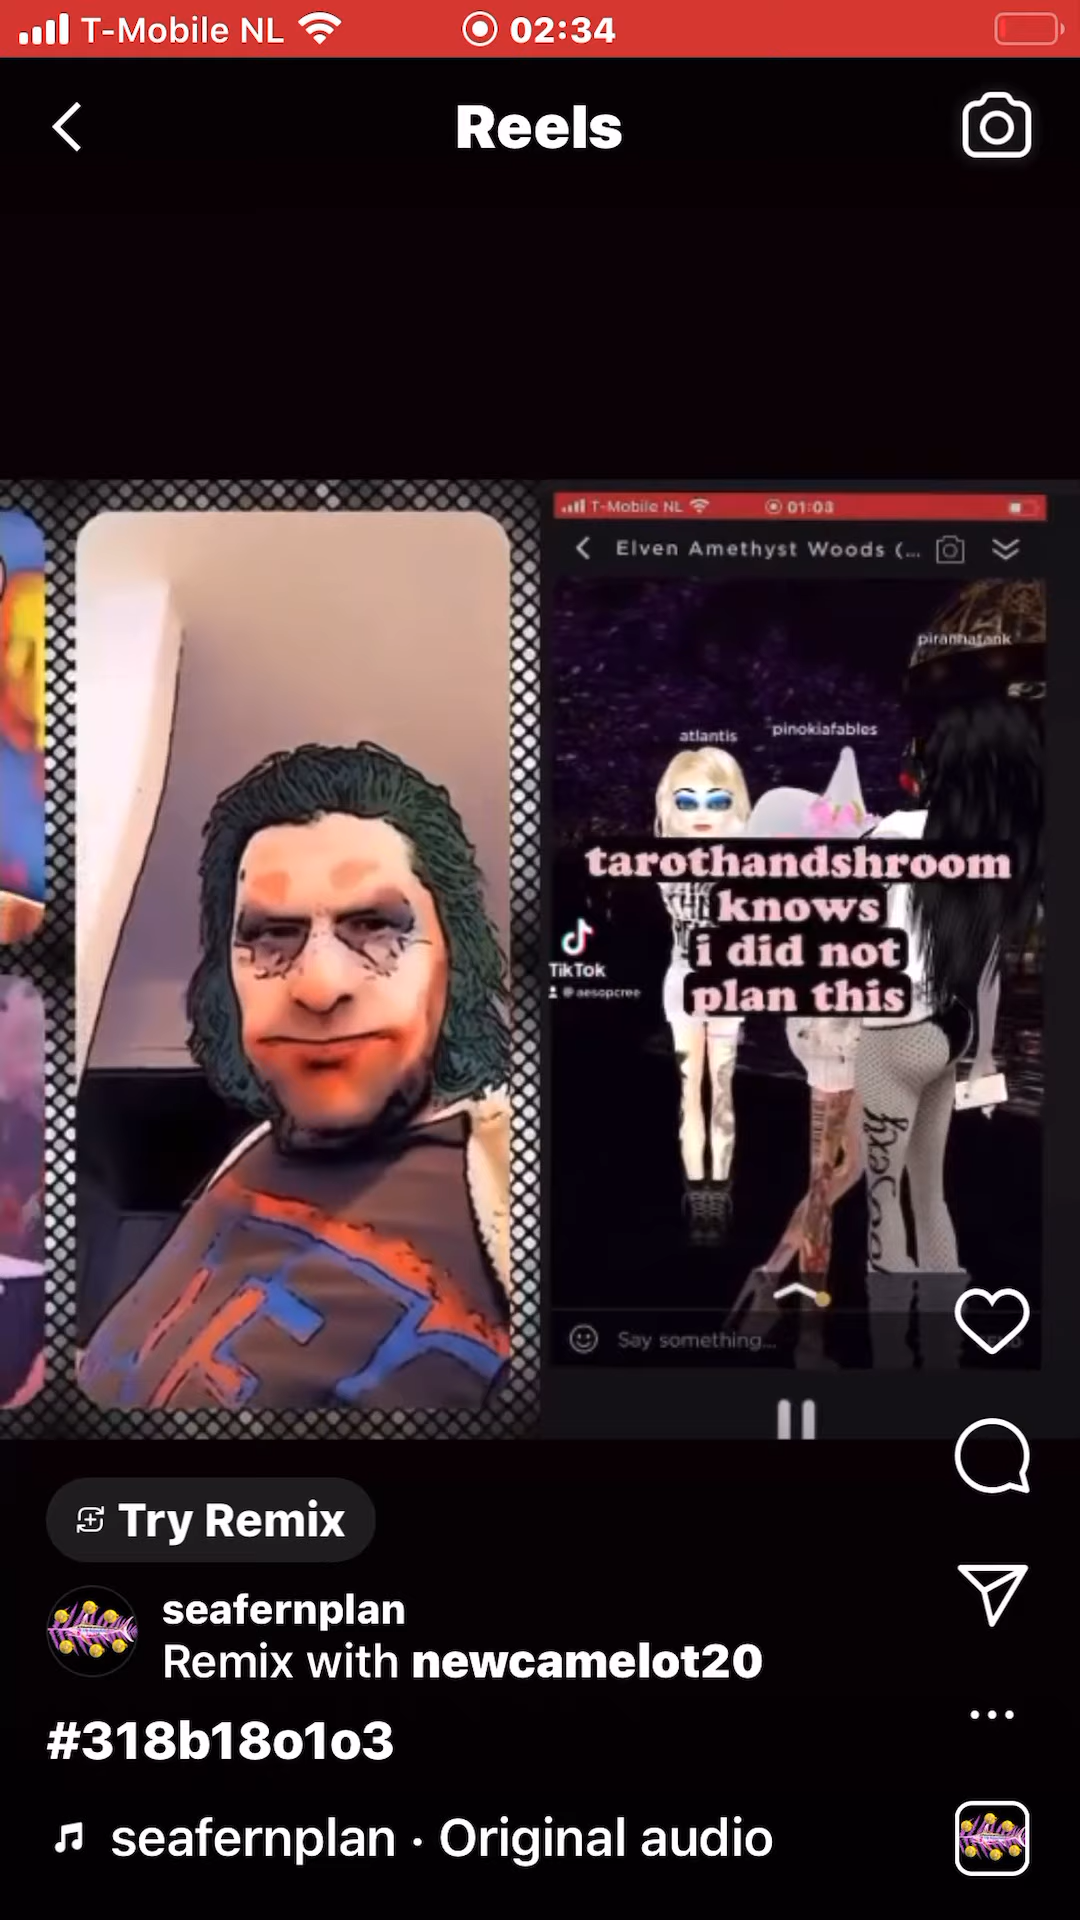 T-Mobile NL 02:34
Reels
T-Mobile NL 01:03
Elven Amethyst Woods (...
piranhatank
atlantis
pinokiafables
tarothandshroom
knows
i did not
plan this
TikTok
@aesopcree
Say something...
Try Remix
seafernplan
Remix with newcamelot20
#318b18o1o3
seafernplan · Original audio